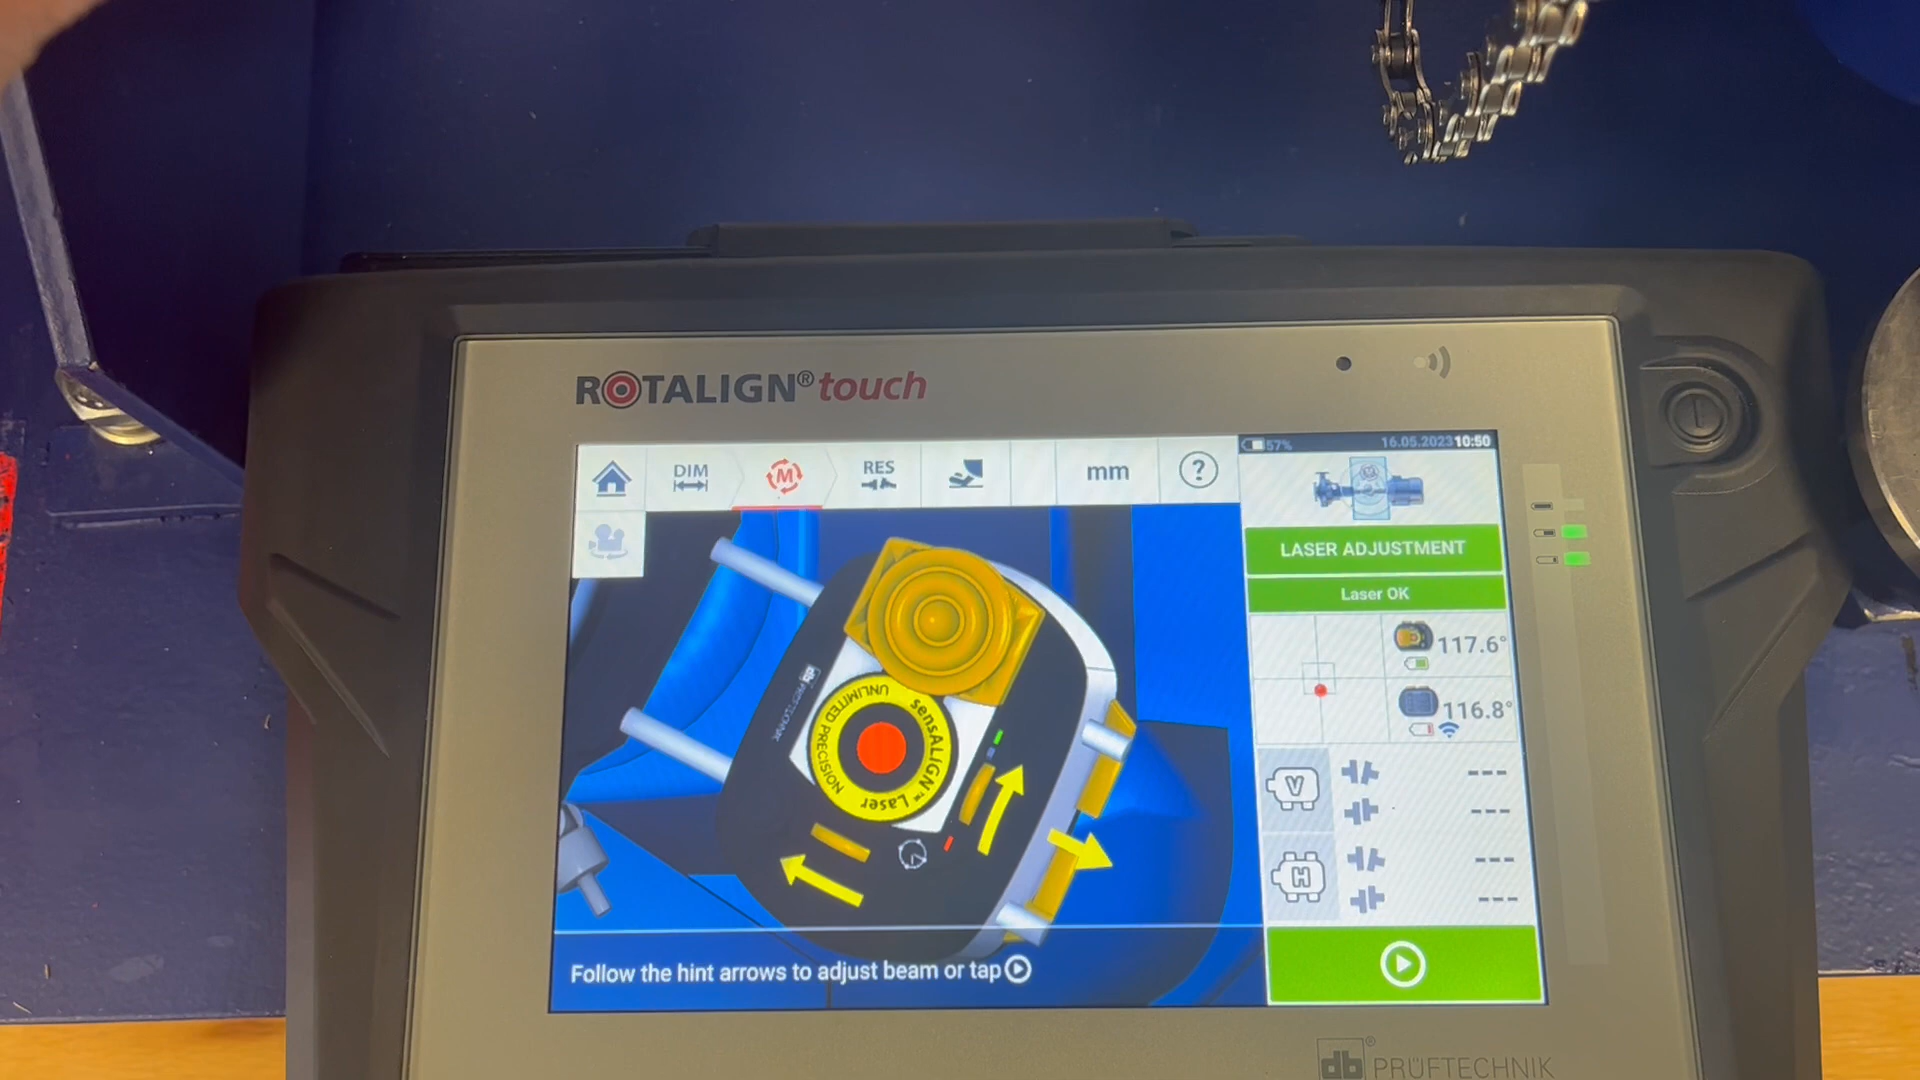 ROTALIGN® touch
DIM
M
RES
mm
?
57%
16.05.2023 10:50
LASER ADJUSTMENT
Laser OK
117.6°
116.8°
V
---
---
H
---
---
UNLIMITED PRECISION
sensALIGN™ Laser
Follow the hint arrows to adjust beam or tap
® PRÜFTECHNIK